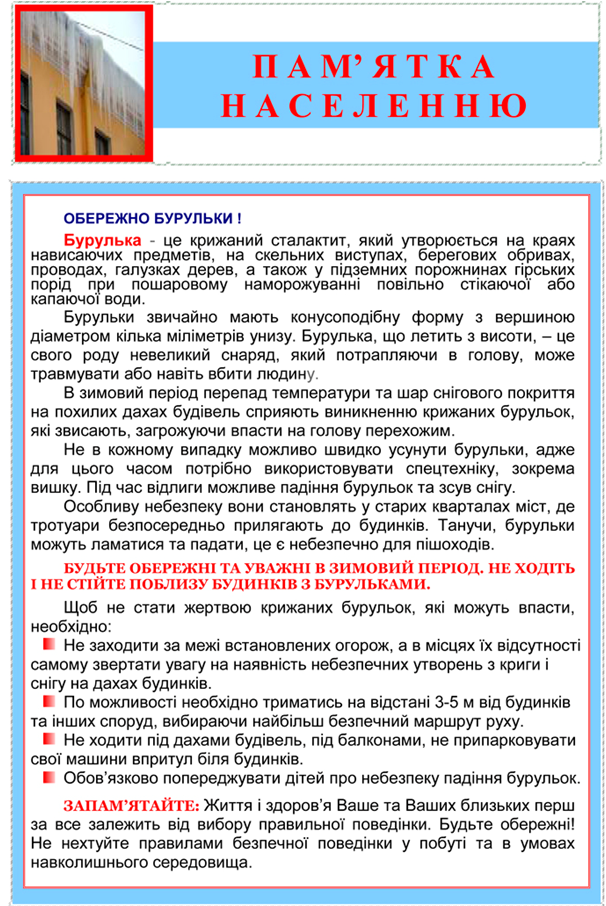 ПАМ’ЯТКА
НАСЕЛЕННЮ
ОБЕРЕЖНО БУРУЛЬКИ !
Бурулька - це крижаний сталактит, який утворюється на краях
нависаючих предметів, на скельних виступах, берегових обривах,
проводах, галузках дерев, а також у підземних порожнинах гірських
порід при пошаровому наморожуванні повільно стікаючої або
капаючої води.
Бурульки звичайно мають конусоподібну форму з вершиною
діаметром кілька міліметрів унизу. Бурулька, що летить з висоти, – це
свого роду невеликий снаряд, який потрапляючи в голову, може
травмувати або навіть вбити людину.
В зимовий період перепад температури та шар снігового покриття
на похилих дахах будівель сприяють виникненню крижаних бурульок,
які звисають, загрожуючи впасти на голову перехожим.
Не в кожному випадку можливо швидко усунути бурульки, адже
для цього часом потрібно використовувати спецтехніку, зокрема
вишку. Під час відлиги можливе падіння бурульок та зсув снігу.
Особливу небезпеку вони становлять у старих кварталах міст, де
тротуари безпосередньо прилягають до будинків. Танучи, бурульки
можуть ламатися та падати, це є небезпечно для пішоходів.
БУДЬТЕ ОБЕРЕЖНІ ТА УВАЖНІ В ЗИМОВИЙ ПЕРІОД. НЕ ХОДІТЬ
І НЕ СТІЙТЕ ПОБЛИЗУ БУДИНКІВ З БУРУЛЬКАМИ.
Щоб не стати жертвою крижаних бурульок, які можуть впасти,
необхідно:
Не заходити за межі встановлених огорож, а в місцях їх відсутності
самому звертати увагу на наявність небезпечних утворень з криги і
снігу на дахах будинків.
По можливості необхідно триматись на відстані 3-5 м від будинків
та інших споруд, вибираючи найбільш безпечний маршрут руху.
Не ходити під дахами будівель, під балконами, не припарковувати
свої машини впритул біля будинків.
Обов’язково попереджувати дітей про небезпеку падіння бурульок.
ЗАПАМ’ЯТАЙТЕ: Життя і здоров’я Ваше та Ваших близьких перш
за все залежить від вибору правильної поведінки. Будьте обережні!
Не нехтуйте правилами безпечної поведінки у побуті та в умовах
навколишнього середовища.